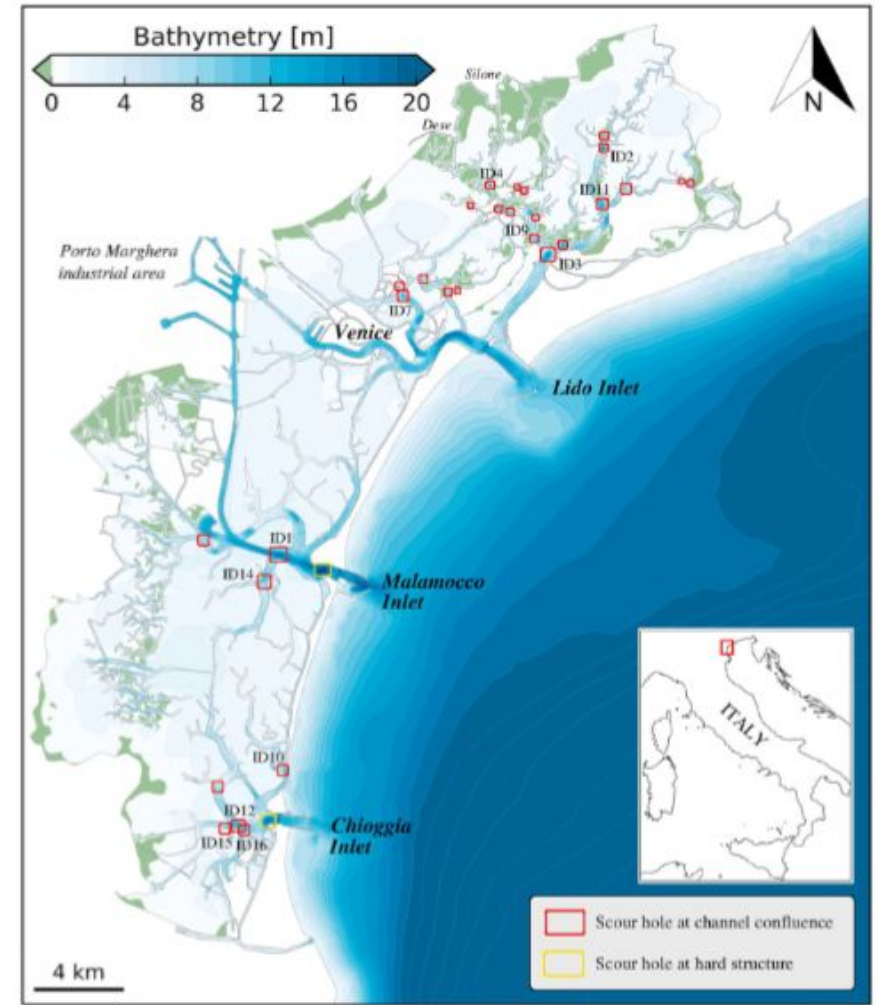 Bathymetry [m]
0 4 8 12 16 20
N
Silone
Dese
ID2
ID4
ID11
ID9
ID3
Porto Marghera
industrial area
ID7
Venice
Lido Inlet
ID1
ID14
Malamocco
Inlet
ITALY
ID10
ID12
Chioggia
Inlet
ID15 ID16
Scour hole at channel confluence
Scour hole at hard structure
4 km